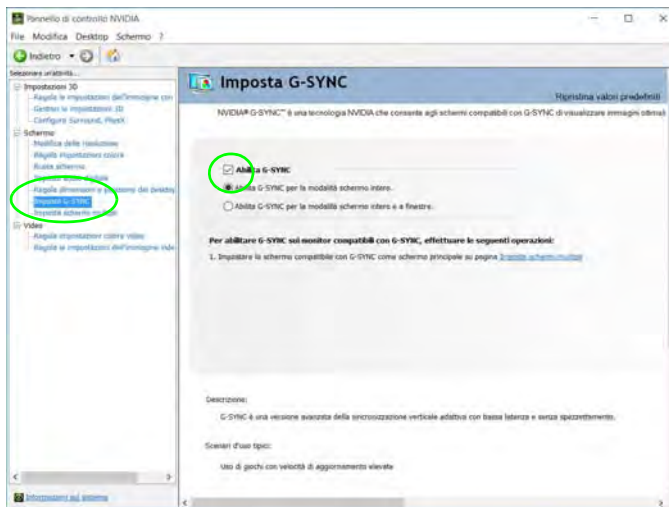 Pannello di controllo NVIDIA
File Modifica Desktop Schermo ?
Indietro
Selezionare un'attività...
Impostazioni 3D
Regola le impostazioni dell'immagine con
Gestisci le impostazioni 3D
Configura Surround, PhysX
Schermo
Modifica della risoluzione
Regola impostazioni colore
Ruota schermo
Imposta audio digitale
Regola dimensioni e posizione del desktop
Imposta G-SYNC
Imposta schermi multipli
Video
Regola impostazioni colore video
Regola le impostazioni dell'immagine vide
Informazioni sul sistema
Imposta G-SYNC
Ripristina valori predefiniti
NVIDIA® G-SYNC™ è una tecnologia NVIDIA che consente agli schermi compatibili con G-SYNC di visualizzare immagini ottimali
Abilita G-SYNC
Abilita G-SYNC per la modalità schermo intero.
Abilita G-SYNC per la modalità schermo intero e a finestre.
Per abilitare G-SYNC sui monitor compatibili con G-SYNC, effettuare le seguenti operazioni:
1. Impostare lo schermo compatibile con G-SYNC come schermo principale su pagina Imposta schermi multipli
Descrizione:
G-SYNC è una versione avanzata della sincronizzazione verticale adattiva con bassa latenza e senza spezzettamento.
Scenari d'uso tipici:
Uso di giochi con velocità di aggiornamento elevate